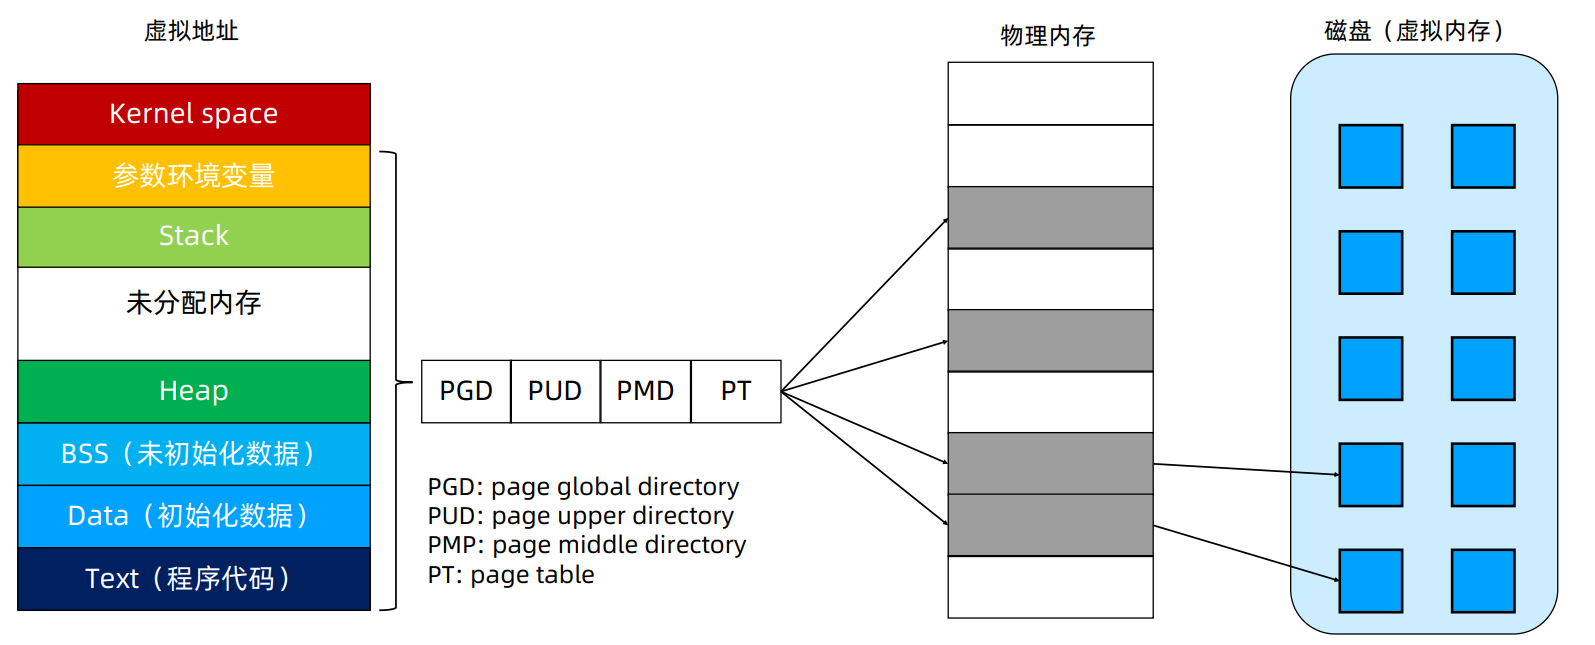 虚拟地址
Kernel space
参数环境变量
Stack
未分配内存
Heap
BSS（未初始化数据）
Data（初始化数据）
Text（程序代码）
PGD
PUD
PMD
PT
PGD: page global directory
PUD: page upper directory
PMP: page middle directory
PT: page table
物理内存
磁盘（虚拟内存）